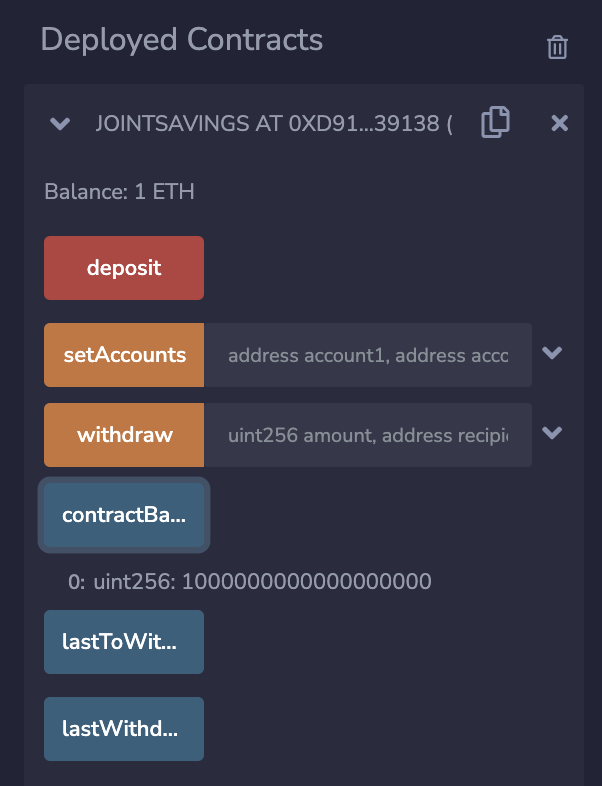 Deployed Contracts
JOINTSAVINGS AT 0XD91...39138 (
Balance: 1 ETH
deposit
setAccounts address account1, address acco
withdraw uint256 amount, address recipie
contractBa...
0: uint256: 1000000000000000000
lastToWit...
lastWithd...